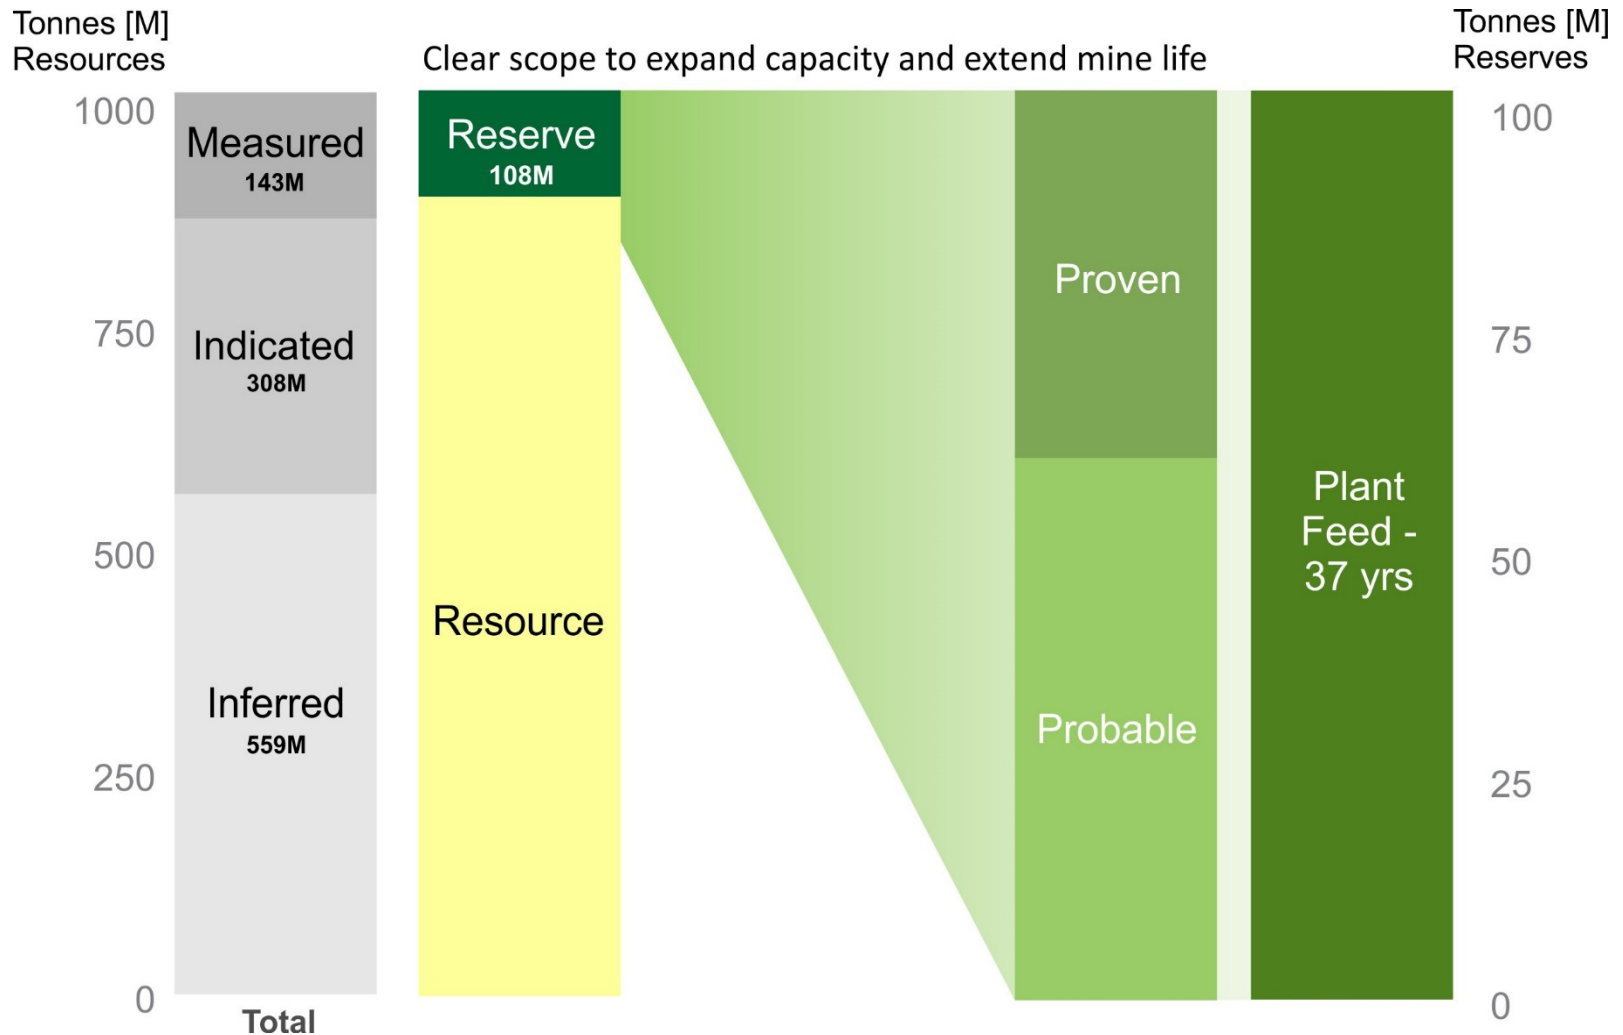 Tonnes [M]
Resources
Clear scope to expand capacity and extend mine life
Tonnes [M]
Reserves
1000
750
500
250
0
Measured
143M
Indicated
308M
Inferred
559M
Total
Reserve
108M
Resource
Proven
Probable
Plant
Feed -
37 yrs
100
75
50
25
0